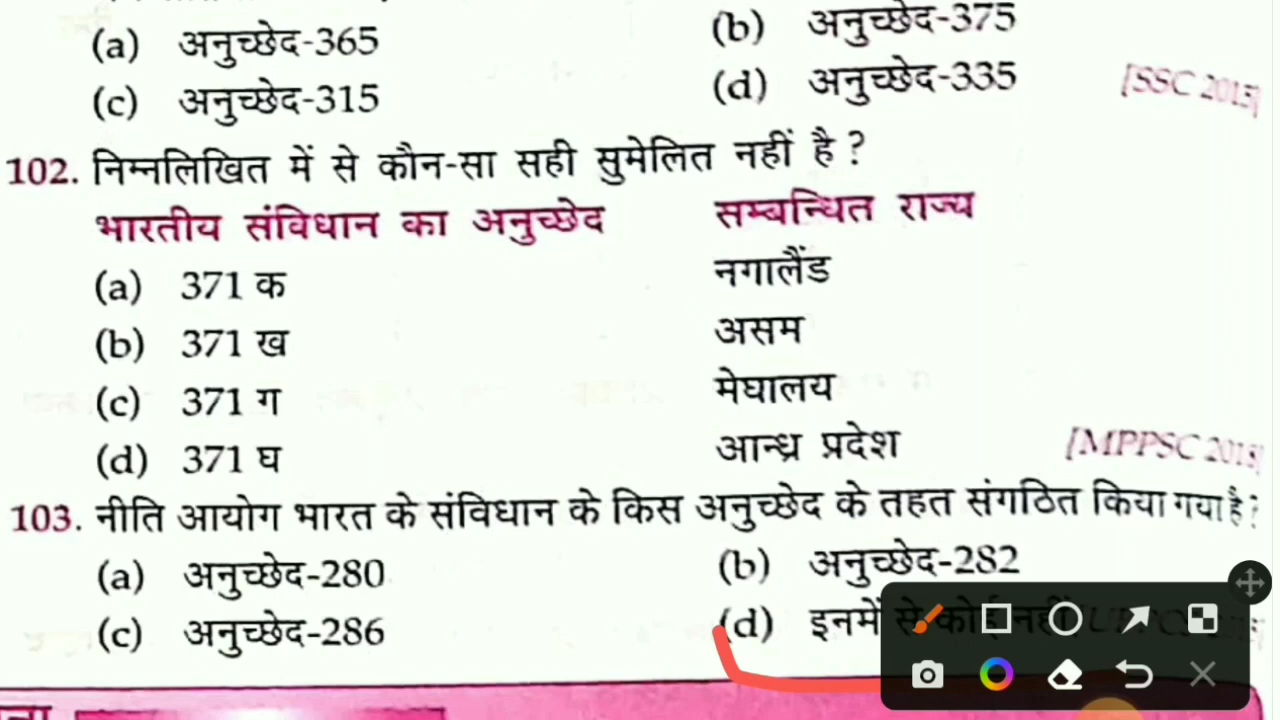 (a) अनुच्छेद-365 (b) अनुच्छेद-375
(c) अनुच्छेद-315 (d) अनुच्छेद-335 [SSC 2015]
102. निम्नलिखित में से कौन-सा सही सुमेलित नहीं है ?
भारतीय संविधान का अनुच्छेद सम्बन्धित राज्य
(a) 371 क नगालैंड
(b) 371 ख असम
(c) 371 ग मेघालय
(d) 371 घ आन्ध्र प्रदेश [MPPSC 2013]
103. नीति आयोग भारत के संविधान के किस अनुच्छेद के तहत संगठित किया गया है ?
(a) अनुच्छेद-280 (b) अनुच्छेद-282
(c) अनुच्छेद-286 (d) इनमें से कोई नहीं